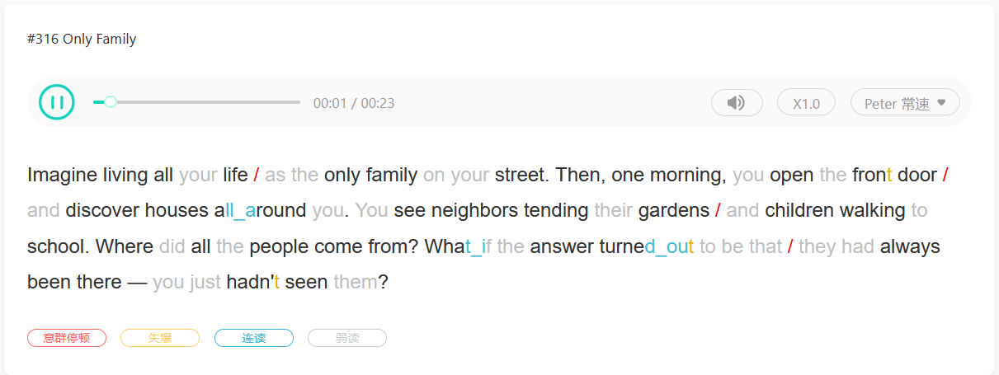 #316 Only Family
00:01 / 00:23
X1.0
Peter 常速
Imagine living all your life / as the only family on your street. Then, one morning, you open the front door /
and discover houses all_around you. You see neighbors tending their gardens / and children walking to
school. Where did all the people come from? What_if the answer turned_out to be that / they had always
been there — you just hadn't seen them?
意群停顿 失爆 连读 弱读